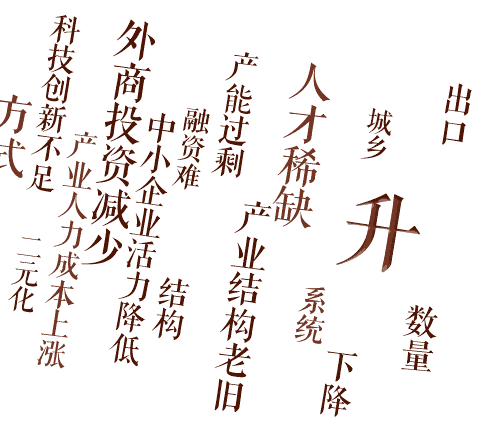 方式
科技创新不足
二元化
产业人力成本上涨
外商投资减少
中小企业活力降低
融资难
结构
产能过剩
产业结构老旧
人才稀缺
系统
下降
城乡
升
数量
出口